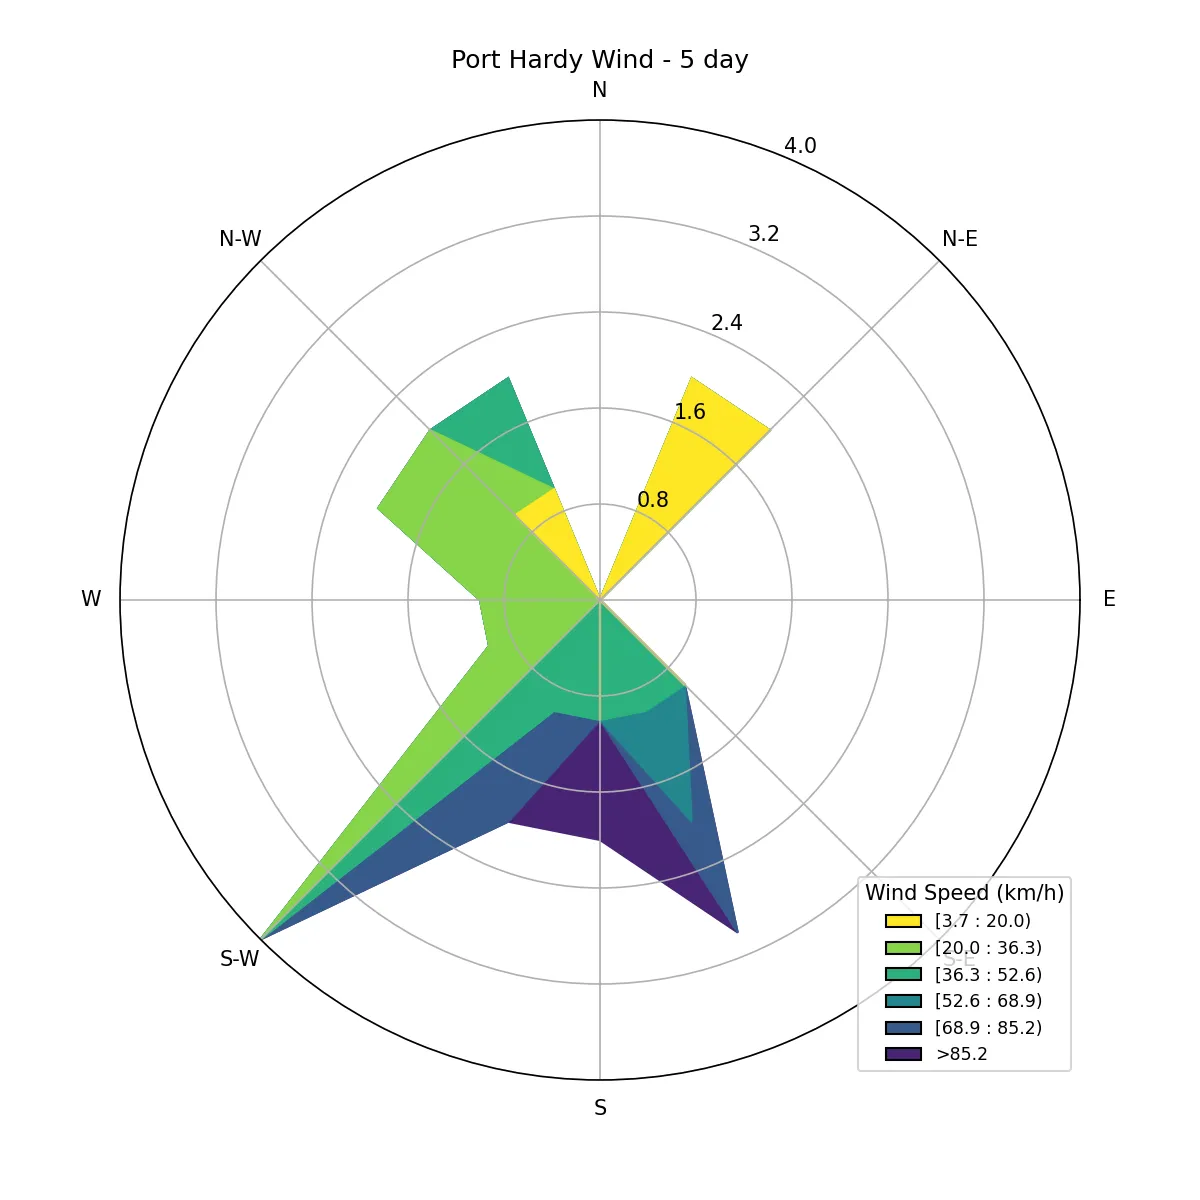 Port Hardy Wind - 5 day
N
4.0
3.2
N-W
N-E
2.4
1.6
0.8
W
E
S-W
S-E
Wind Speed (km/h)
[3.7 : 20.0)
[20.0 : 36.3)
[36.3 : 52.6)
[52.6 : 68.9)
[68.9 : 85.2)
>85.2
S